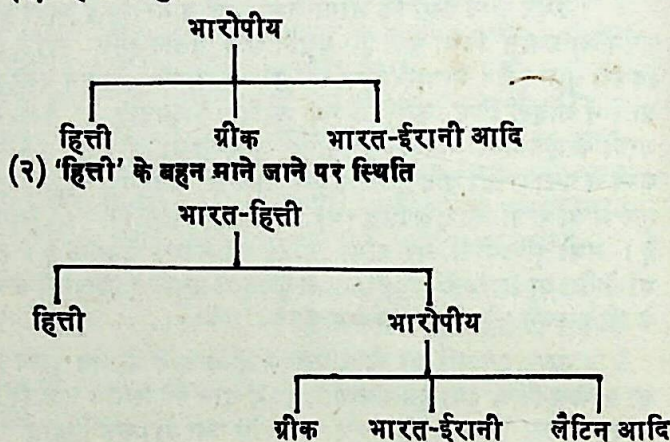 भारोपीय
हित्ती ग्रीक भारत-ईरानी आदि
(२) 'हित्ती' के बहन माने जाने पर स्थिति
भारत-हित्ती
हित्ती भारोपीय
ग्रीक भारत-ईरानी लैटिन आदि